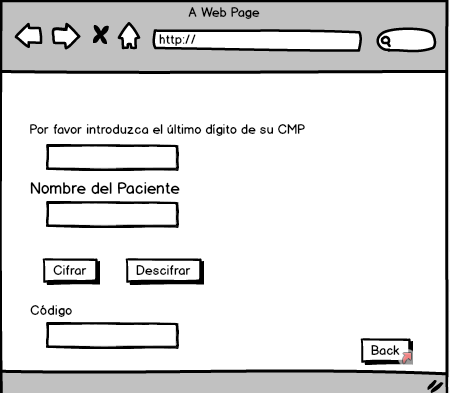 A Web Page
http://
Por favor introduzca el último dígito de su CMP
Nombre del Paciente
Cifrar
Descifrar
Código
Back